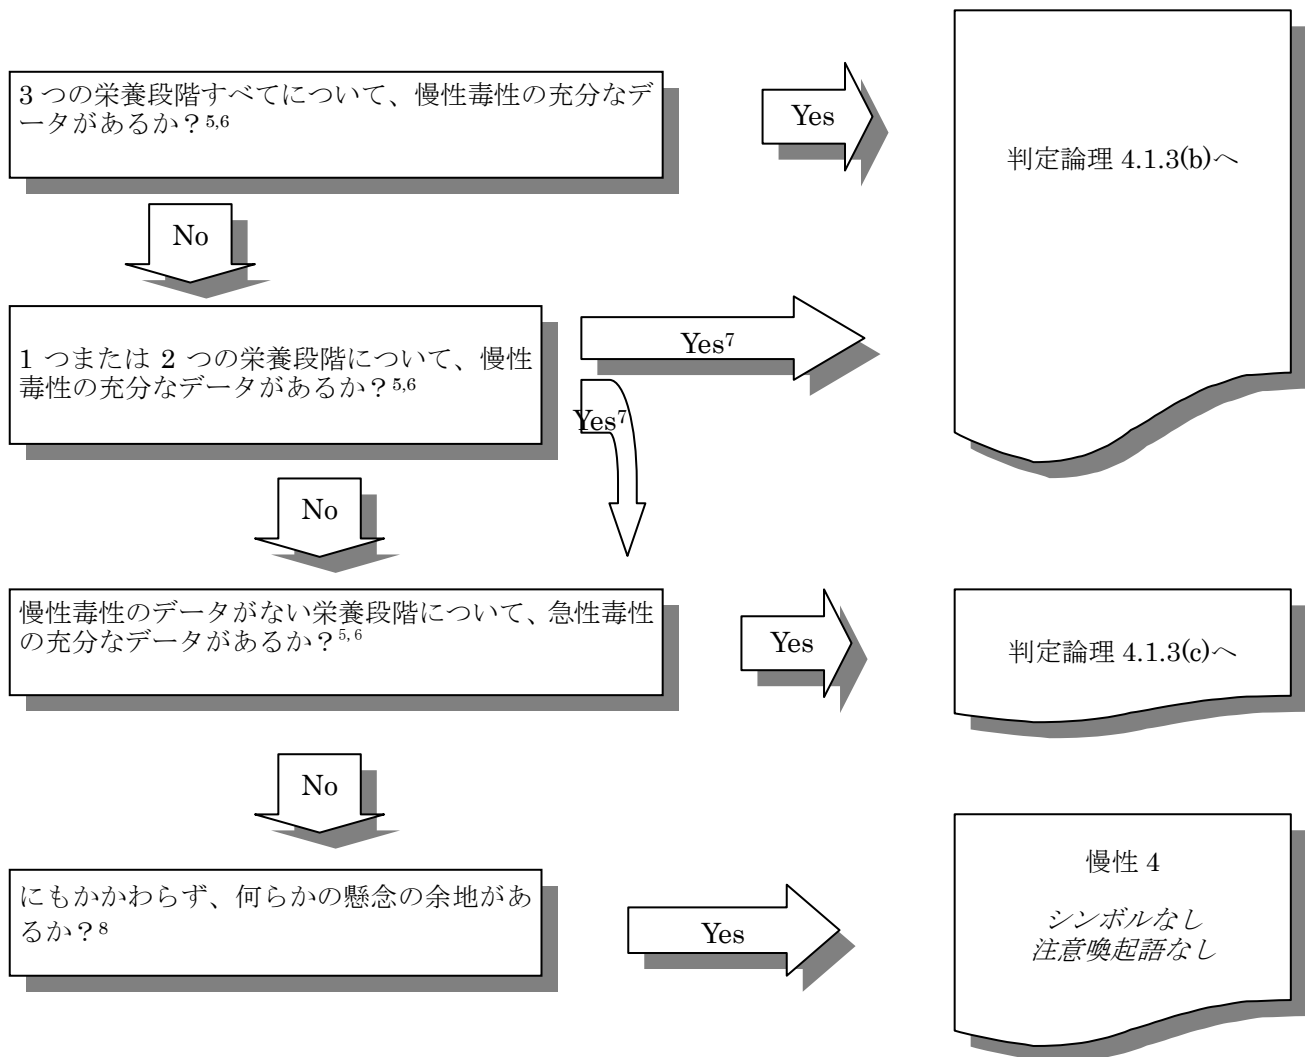 3 つの栄養段階すべてについて、慢性毒性の充分なデ
ータがあるか？5,6
Yes
判定論理 4.1.3(b)へ
No
1 つまたは 2 つの栄養段階について、慢性
毒性の充分なデータがあるか？5,6
Yes7
Yes7
No
慢性毒性のデータがない栄養段階について、急性毒性
の充分なデータがあるか？5,6
Yes
判定論理 4.1.3(c)へ
No
にもかかわらず、何らかの懸念の余地があ
るか？8
Yes
慢性 4
シンボルなし
注意喚起語なし